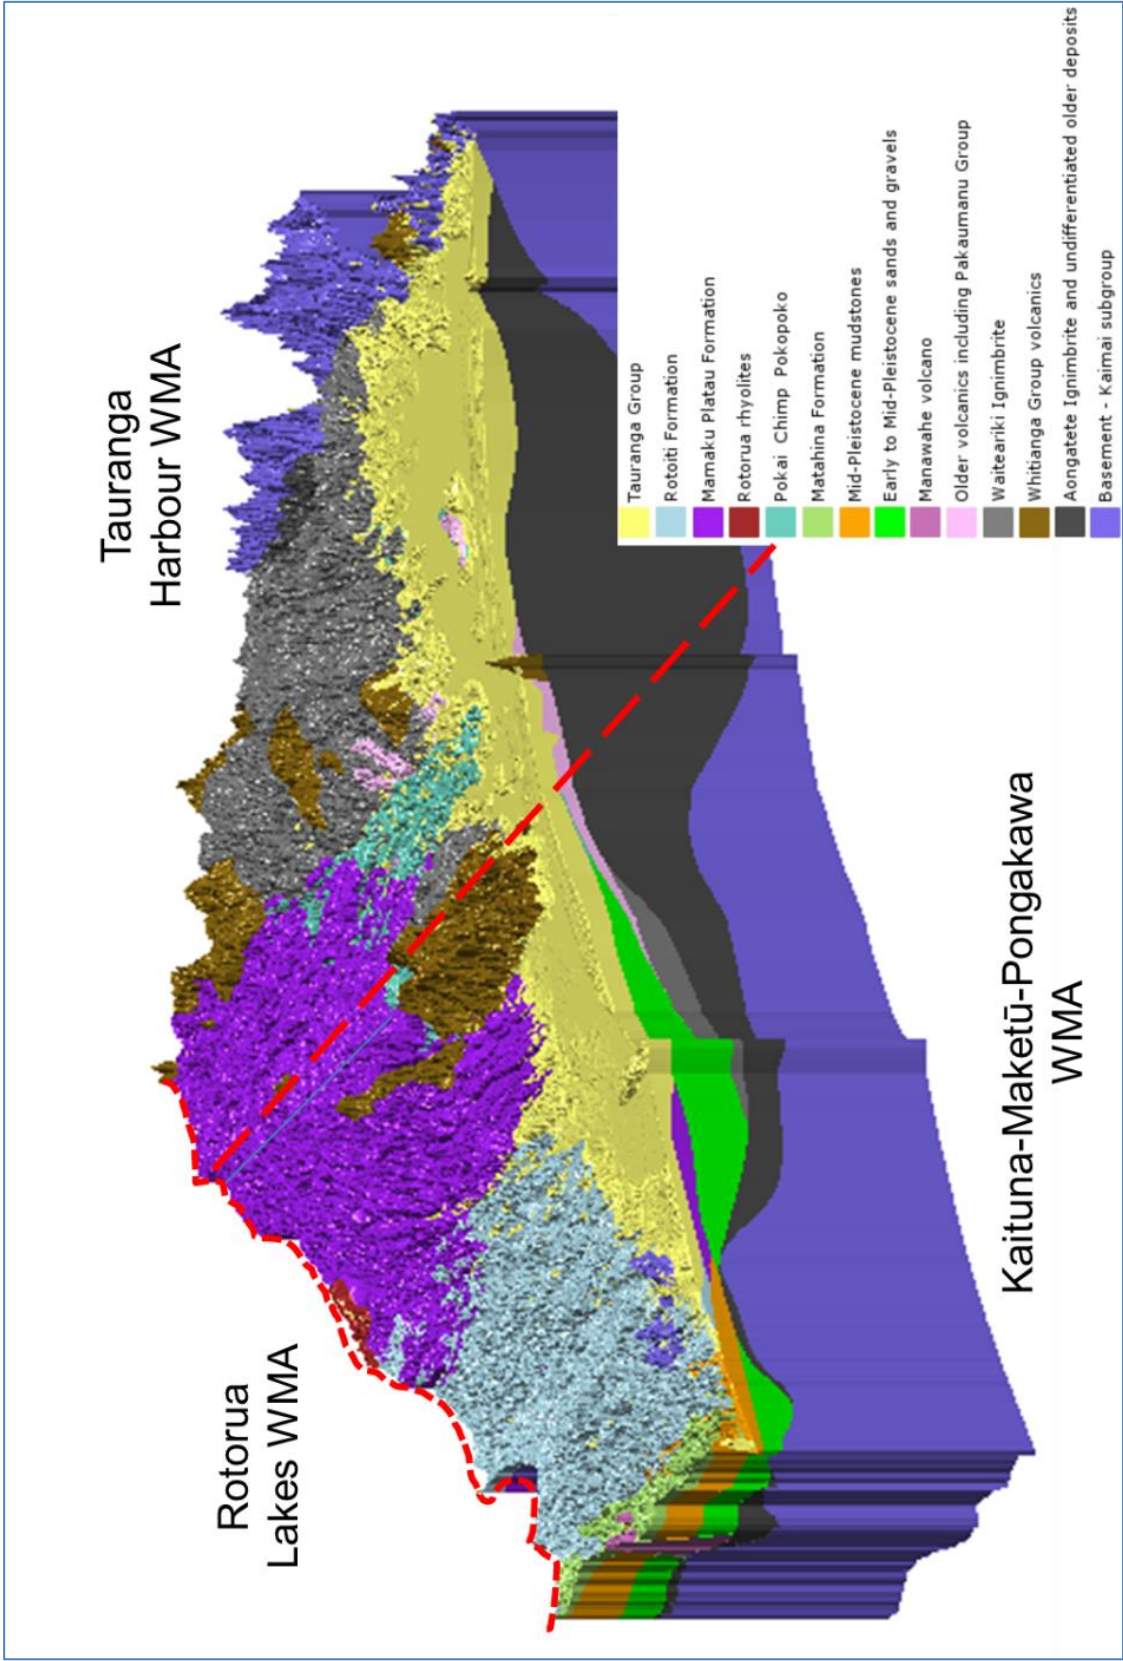 Rotorua
Lakes WMA
Tauranga
Harbour WMA
Kaituna-Maketū-Pongakawa
WMA
Tauranga Group
Rotoiti Formation
Mamaku Platau Formation
Rotorua rhyolites
Pokai Chimp Pokopoko
Matahina Formation
Mid-Pleistocene mudstones
Early to Mid-Pleistocene sands and gravels
Manawahe volcano
Older volcanics including Pakaumanu Group
Waiteariki Ignimbrite
Whitianga Group volcanics
Aongatete Ignimbrite and undifferentiated older deposits
Basement - Kaimai subgroup